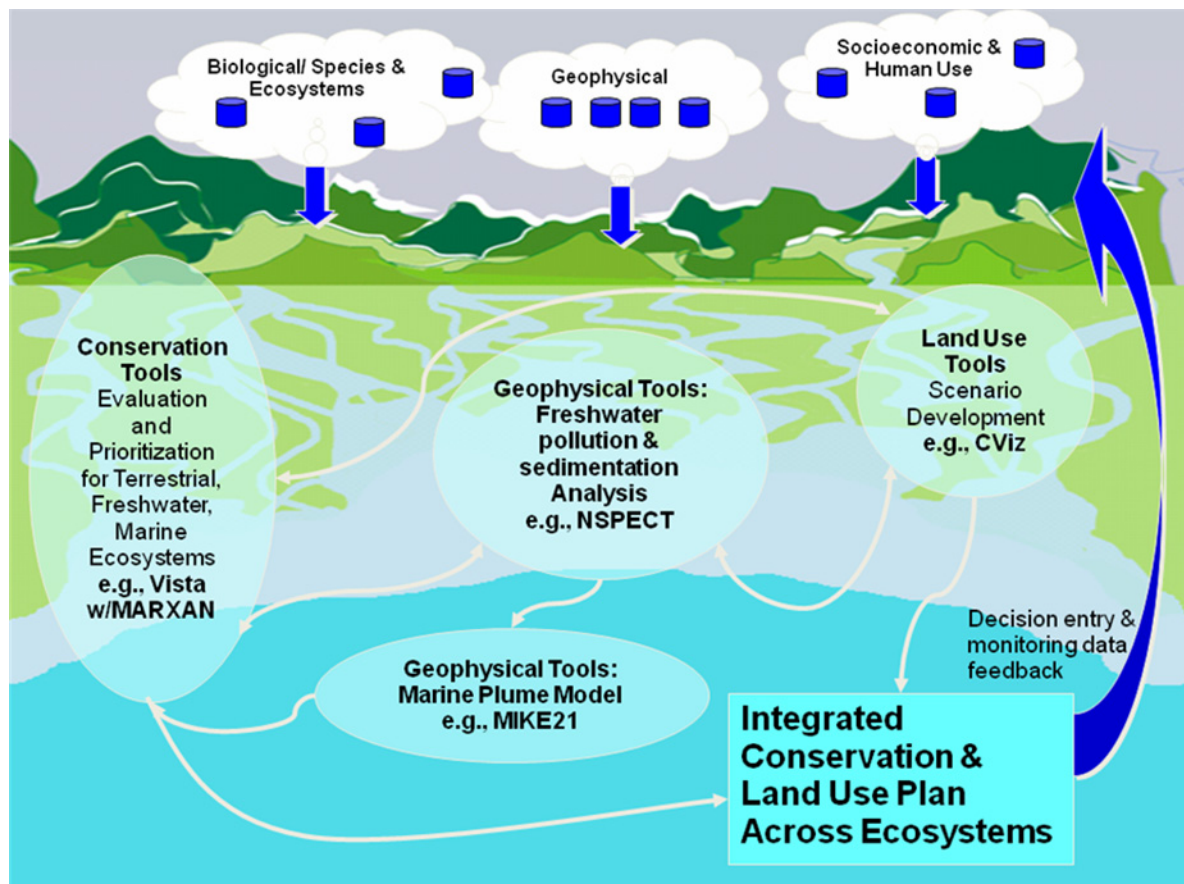 Biological/ Species &
Ecosystems
Geophysical
Socioeconomic &
Human Use
Conservation
Tools
Evaluation
and
Prioritization
for Terrestrial,
Freshwater,
Marine
Ecosystems
e.g., Vista
w/MARXAN
Geophysical Tools:
Freshwater
pollution &
sedimentation
Analysis
e.g., NSPECT
Land Use
Tools
Scenario
Development
e.g., CViz
Geophysical Tools:
Marine Plume Model
e.g., MIKE21
Decision entry &
monitoring data
feedback
Integrated
Conservation &
Land Use Plan
Across Ecosystems